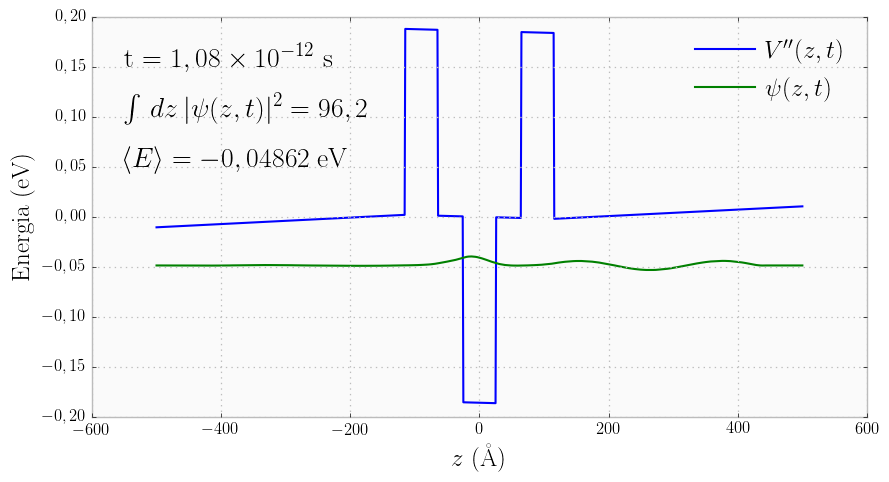 0,20
0,15
0,10
0,05
0,00
−0,05
−0,10
−0,15
−0,20
Energia (eV)
t = 1,08 × 10⁻¹² s
∫ dz |ψ(z, t)|² = 96,2
⟨E⟩ = −0,04862 eV
V″(z, t)
ψ(z, t)
−600 −400 −200 0 200 400 600
z (Å)